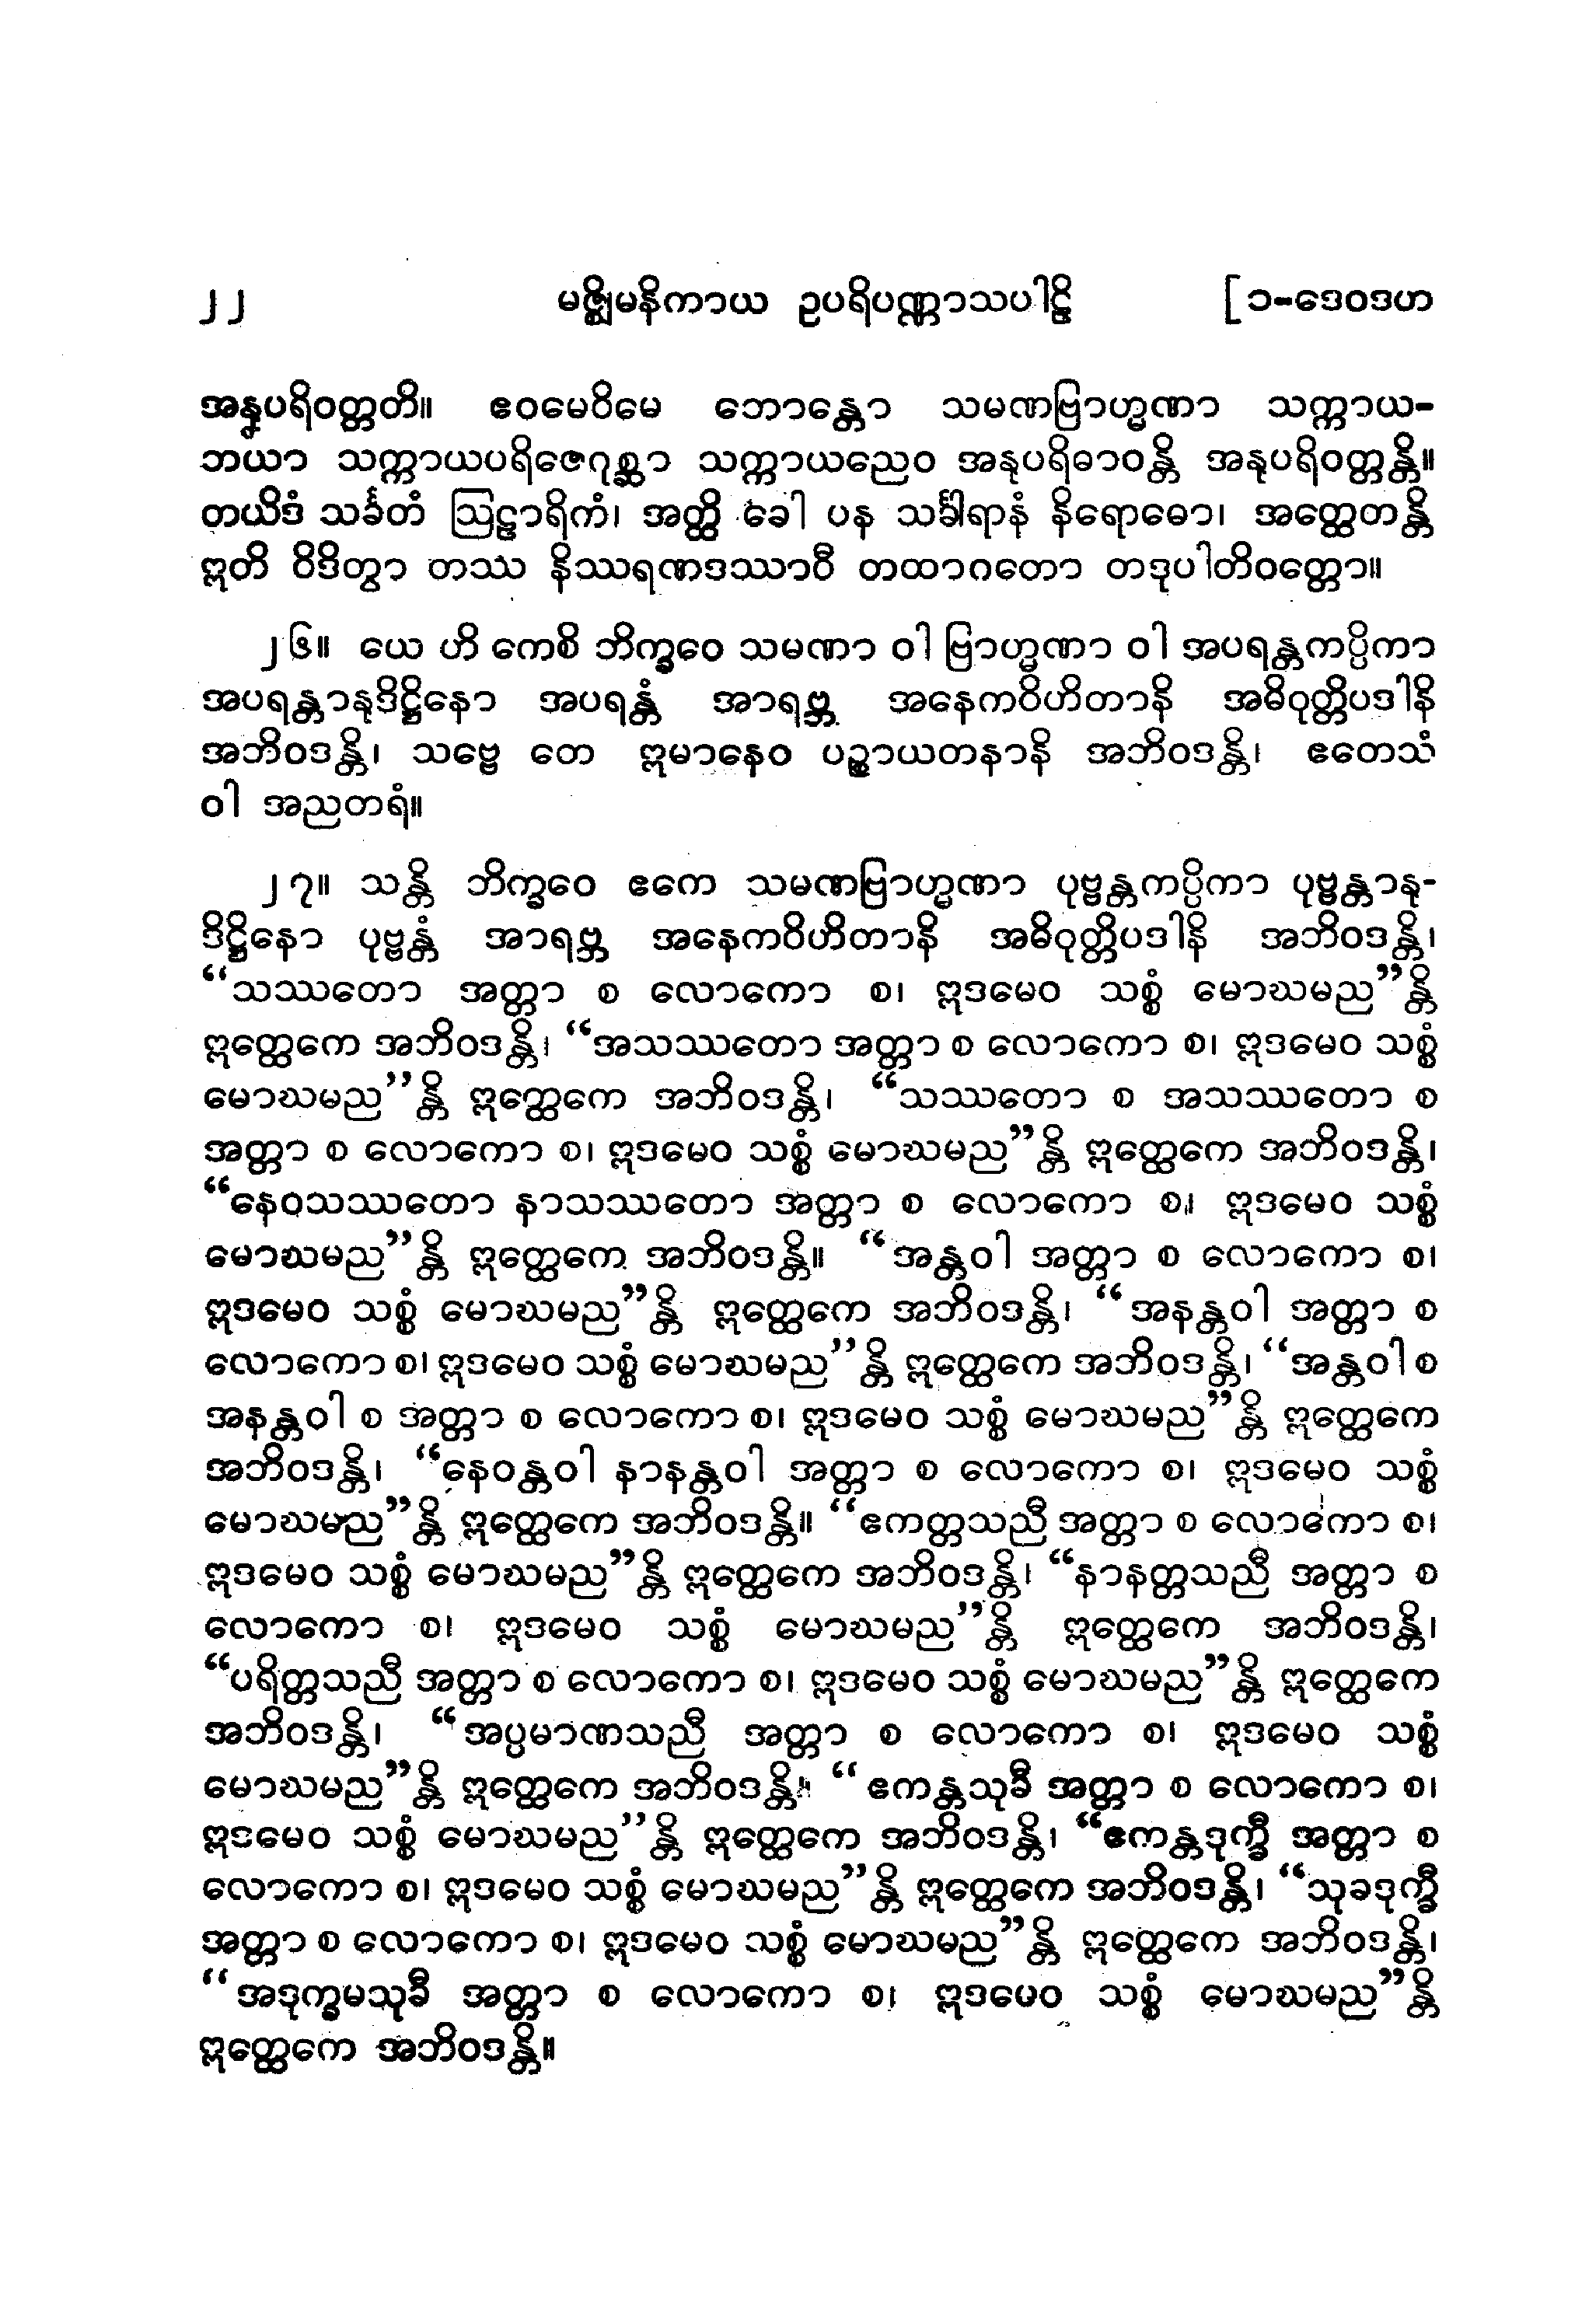 ၂၂ မဇ္ဈိမနိကာယ ဥပရိပဏ္ဏာသပါဠိ [၁-ဒေဝဒဟ
အနုပရိဝတ္တတိ။ ဧဝမေဝိမေ ဘောန္တော သမဏဗြာဟ္မဏာ သက္ကာယ-
ဘယာ သက္ကာယပရိဇေဂုစ္ဆာ သက္ကာယညေဝ အနုပရိဓာဝန္တိ အနုပရိဝတ္တန္တိ။
တယိဒံ သင်္ခတံ ဩဠာရိကံ၊ အတ္ထိ ခေါ ပန သင်္ခါရာနံ နိရောဓော၊ အတ္ထေတန္တိ
ဣတိ ဝိဒိတွာ တဿ နိဿရဏဒဿာဝီ တထာဂတော တဒုပါတိဝတ္တော။
၂၆။ ယေ ဟိ ကေစိ ဘိက္ခဝေ သမဏာ ဝါ ဗြာဟ္မဏာ ဝါ အပရန္တကပ္ပိကာ
အပရန္တာနုဒိဋ္ဌိနော အပရန္တံ အာရဗ္ဘ အနေကဝိဟိတာနိ အဓိဝုတ္တိပဒါနိ
အဘိဝဒန္တိ၊ သဗ္ဗေ တေ ဣမာနေဝ ပဉ္စာယတနာနိ အဘိဝဒန္တိ၊ ဧတေသံ
ဝါ အညတရံ။
၂၇။ သန္တိ ဘိက္ခဝေ ဧကေ သမဏဗြာဟ္မဏာ ပုဗ္ဗန္တကပ္ပိကာ ပုဗ္ဗန္တာနု-
ဒိဋ္ဌိနော ပုဗ္ဗန္တံ အာရဗ္ဘ အနေကဝိဟိတာနိ အဓိဝုတ္တိပဒါနိ အဘိဝဒန္တိ၊
“သဿတော အတ္တာ စ လောကော စ၊ ဣဒမေဝ သစ္စံ မောဃမည”န္တိ
ဣတ္ထေကေ အဘိဝဒန္တိ၊ “အသဿတော အတ္တာ စ လောကော စ၊ ဣဒမေဝ သစ္စံ
မောဃမည”န္တိ ဣတ္ထေကေ အဘိဝဒန္တိ၊ “သဿတော စ အသဿတော စ
အတ္တာ စ လောကော စ၊ ဣဒမေဝ သစ္စံ မောဃမည”န္တိ ဣတ္ထေကေ အဘိဝဒန္တိ၊
“နေဝသဿတော နာသဿတော အတ္တာ စ လောကော စ၊ ဣဒမေဝ သစ္စံ
မောဃမည”န္တိ ဣတ္ထေကေ အဘိဝဒန္တိ။ “အန္တဝါ အတ္တာ စ လောကော စ၊
ဣဒမေဝ သစ္စံ မောဃမည”န္တိ ဣတ္ထေကေ အဘိဝဒန္တိ၊ “အနန္တဝါ အတ္တာ စ
လောကော စ၊ ဣဒမေဝ သစ္စံ မောဃမည”န္တိ ဣတ္ထေကေ အဘိဝဒန္တိ၊ “အန္တဝါ စ
အနန္တဝါ စ အတ္တာ စ လောကော စ၊ ဣဒမေဝ သစ္စံ မောဃမည”န္တိ ဣတ္ထေကေ
အဘိဝဒန္တိ၊ “နေဝန္တဝါ နာနန္တဝါ အတ္တာ စ လောကော စ၊ ဣဒမေဝ သစ္စံ
မောဃမည”န္တိ ဣတ္ထေကေ အဘိဝဒန္တိ။ “ဧကတ္တသညီ အတ္တာ စ လောကော စ၊
ဣဒမေဝ သစ္စံ မောဃမည”န္တိ ဣတ္ထေကေ အဘိဝဒန္တိ၊ “နာနတ္တသညီ အတ္တာ စ
လောကော စ၊ ဣဒမေဝ သစ္စံ မောဃမည”န္တိ ဣတ္ထေကေ အဘိဝဒန္တိ၊
“ပရိတ္တသညီ အတ္တာ စ လောကော စ၊ ဣဒမေဝ သစ္စံ မောဃမည”န္တိ ဣတ္ထေကေ
အဘိဝဒန္တိ၊ “အပ္ပမာဏသညီ အတ္တာ စ လောကော စ၊ ဣဒမေဝ သစ္စံ
မောဃမည”န္တိ ဣတ္ထေကေ အဘိဝဒန္တိ။ “ဧကန္တသုခီ အတ္တာ စ လောကော စ၊
ဣဒမေဝ သစ္စံ မောဃမည”န္တိ ဣတ္ထေကေ အဘိဝဒန္တိ၊ “ဧကန္တဒုက္ခီ အတ္တာ စ
လောကော စ၊ ဣဒမေဝ သစ္စံ မောဃမည”န္တိ ဣတ္ထေကေ အဘိဝဒန္တိ၊ “သုခဒုက္ခီ
အတ္တာ စ လောကော စ၊ ဣဒမေဝ သစ္စံ မောဃမည”န္တိ ဣတ္ထေကေ အဘိဝဒန္တိ၊
“အဒုက္ခမသုခီ အတ္တာ စ လောကော စ၊ ဣဒမေဝ သစ္စံ မောဃမည”န္တိ
ဣတ္ထေကေ အဘိဝဒန္တိ။